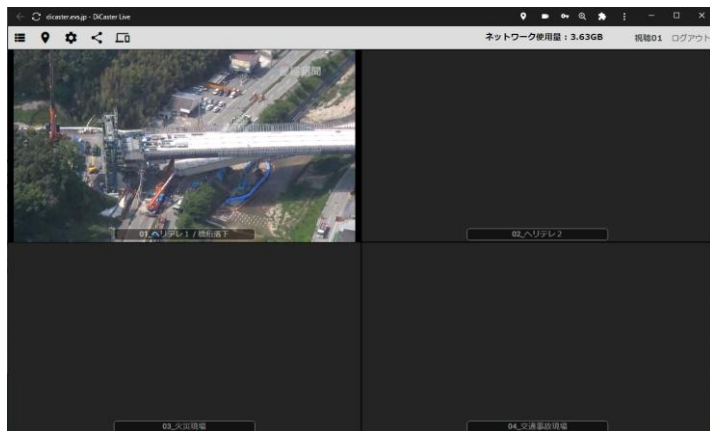 dicaster.evs.jp - DiCaster Live
ネットワーク使用量：3.63GB
視聴01
ログアウト
01_ヘリテレ1 / 橋桁落下
02_ヘリテレ2
03_火災現場
04_交通事故現場